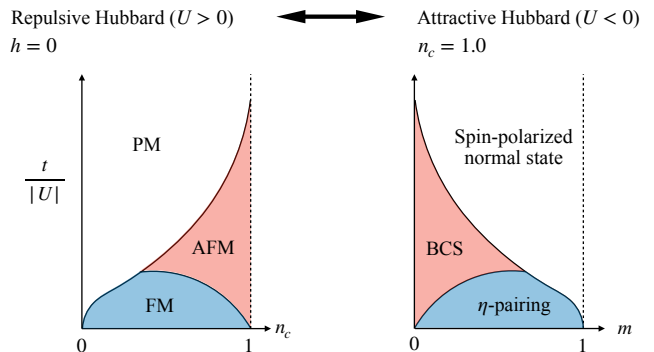 Repulsive Hubbard (U > 0)
h = 0
Attractive Hubbard (U < 0)
n_c = 1.0
t
|U|
PM
AFM
FM
0
1
n_c
Spin-polarized
normal state
BCS
η-pairing
0
1
m